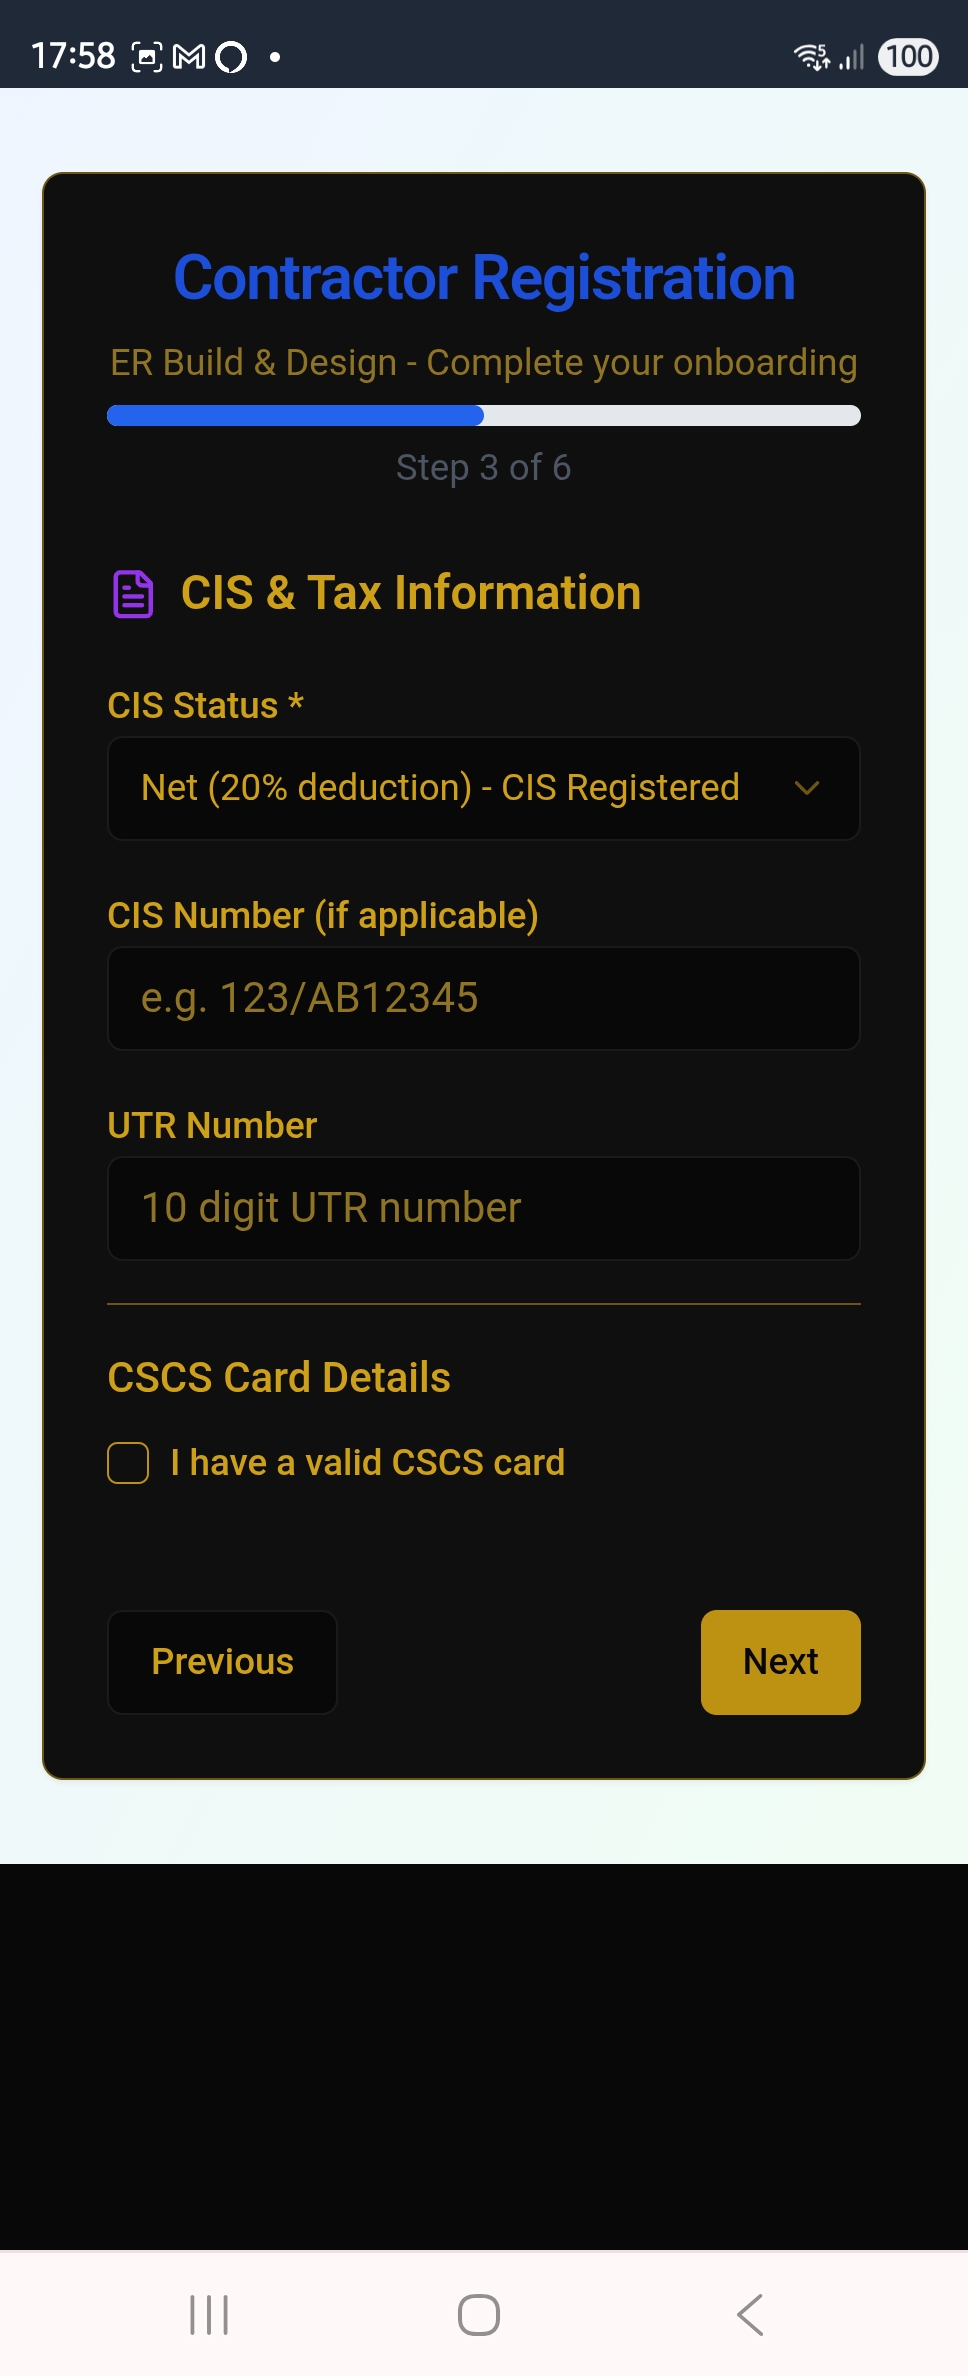 17:58
5
100
Contractor Registration
ER Build & Design - Complete your onboarding
Step 3 of 6
CIS & Tax Information
CIS Status *
Net (20% deduction) - CIS Registered
CIS Number (if applicable)
e.g. 123/AB12345
UTR Number
10 digit UTR number
CSCS Card Details
I have a valid CSCS card
Previous
Next